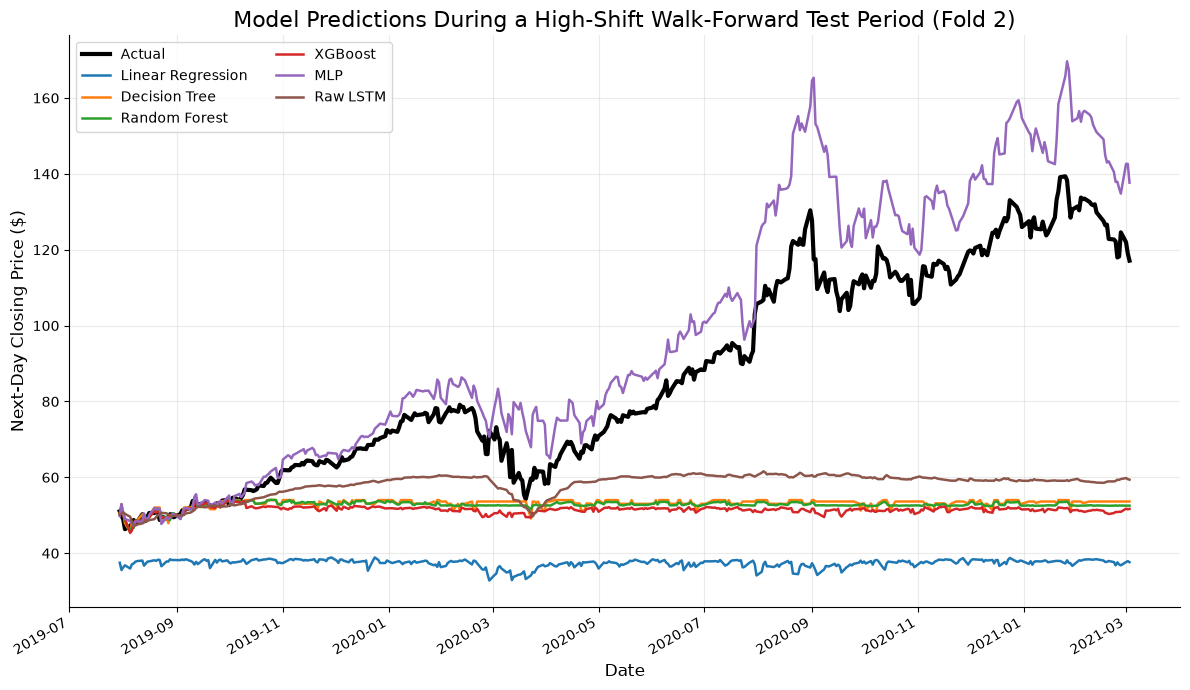 Model Predictions During a High-Shift Walk-Forward Test Period (Fold 2)
Actual
Linear Regression
Decision Tree
Random Forest
XGBoost
MLP
Raw LSTM
Next-Day Closing Price ($)
160
140
120
100
80
60
40
2019-07
2019-09
2019-11
2020-01
2020-03
2020-05
2020-07
2020-09
2020-11
2021-01
2021-03
Date